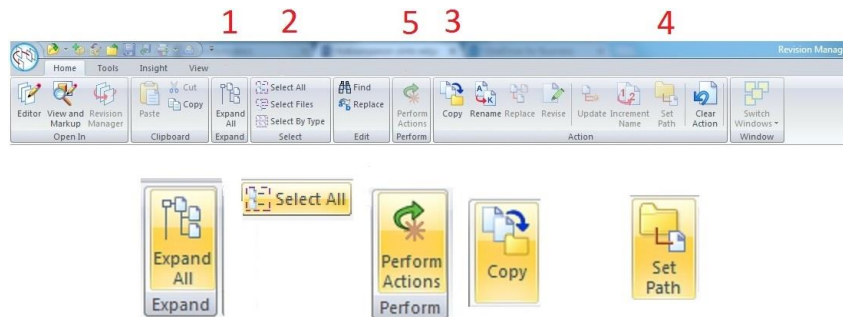 1 2 5 3 4
Revision Manag
Home Tools Insight View
Editor View and Markup Revision Manager
Open In
Paste Cut Copy
Clipboard
Expand All
Expand
Select All
Select Files
Select By Type
Select
Find
Replace
Edit
Perform Actions
Perform
Copy Rename Replace Revise Update Increment Name Set Path Clear Action
Action
Switch Windows
Window
Expand All
Expand
Select All
Perform Actions
Perform
Copy
Set Path